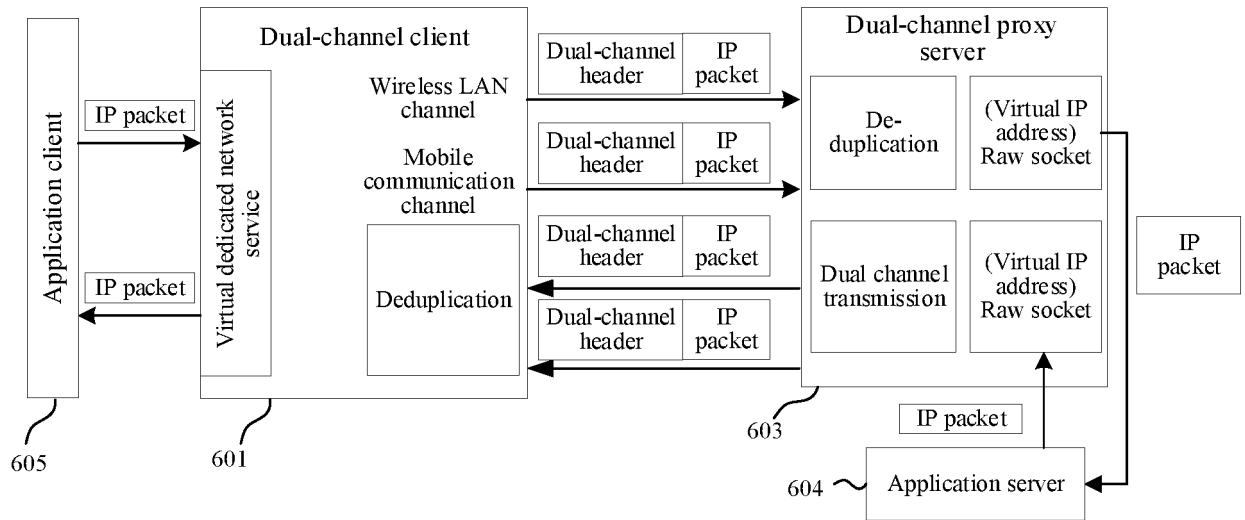 Application client
605
IP packet
IP packet
Dual-channel client
Virtual dedicated network
service
Wireless LAN
channel
Mobile
communication
channel
Deduplication
601
Dual-channel
header
IP
packet
Dual-channel
header
IP
packet
Dual-channel
header
IP
packet
Dual-channel
header
IP
packet
Dual-channel proxy
server
De-
duplication
(Virtual IP
address)
Raw socket
Dual channel
transmission
(Virtual IP
address)
Raw socket
603
IP
packet
IP packet
604
Application server